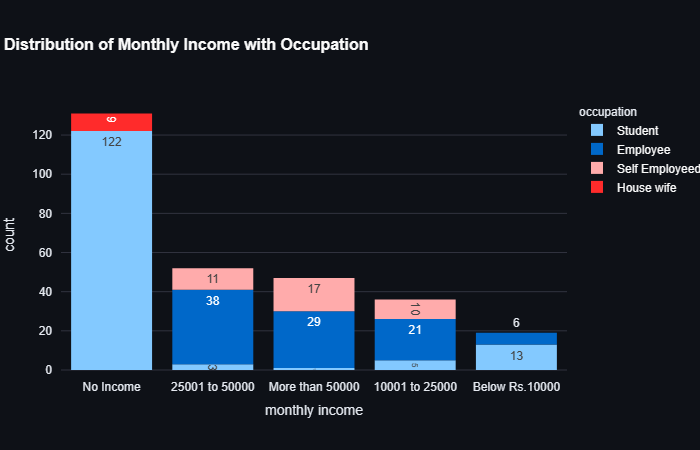 Distribution of Monthly Income with Occupation
occupation
Student
Employee
Self Employeed
House wife
count
120
100
80
60
40
20
0
9
122
11
38
3
17
29
10
21
5
6
13
No Income
25001 to 50000
More than 50000
10001 to 25000
Below Rs.10000
monthly income